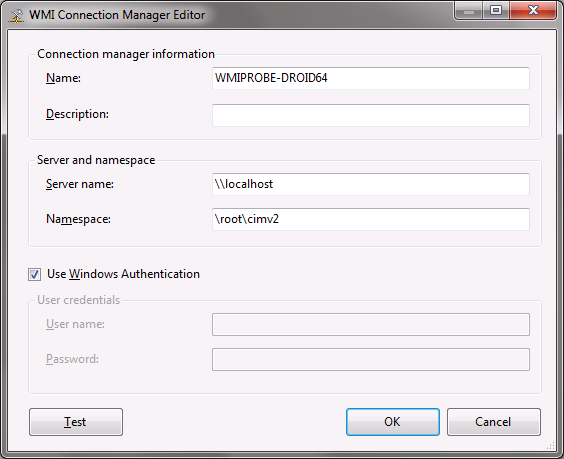 WMI Connection Manager Editor
Connection manager information
Name: WMIPROBE-DROID64
Description:
Server and namespace
Server name: \\localhost
Namespace: \root\cimv2
Use Windows Authentication
User credentials
User name:
Password:
Test OK Cancel